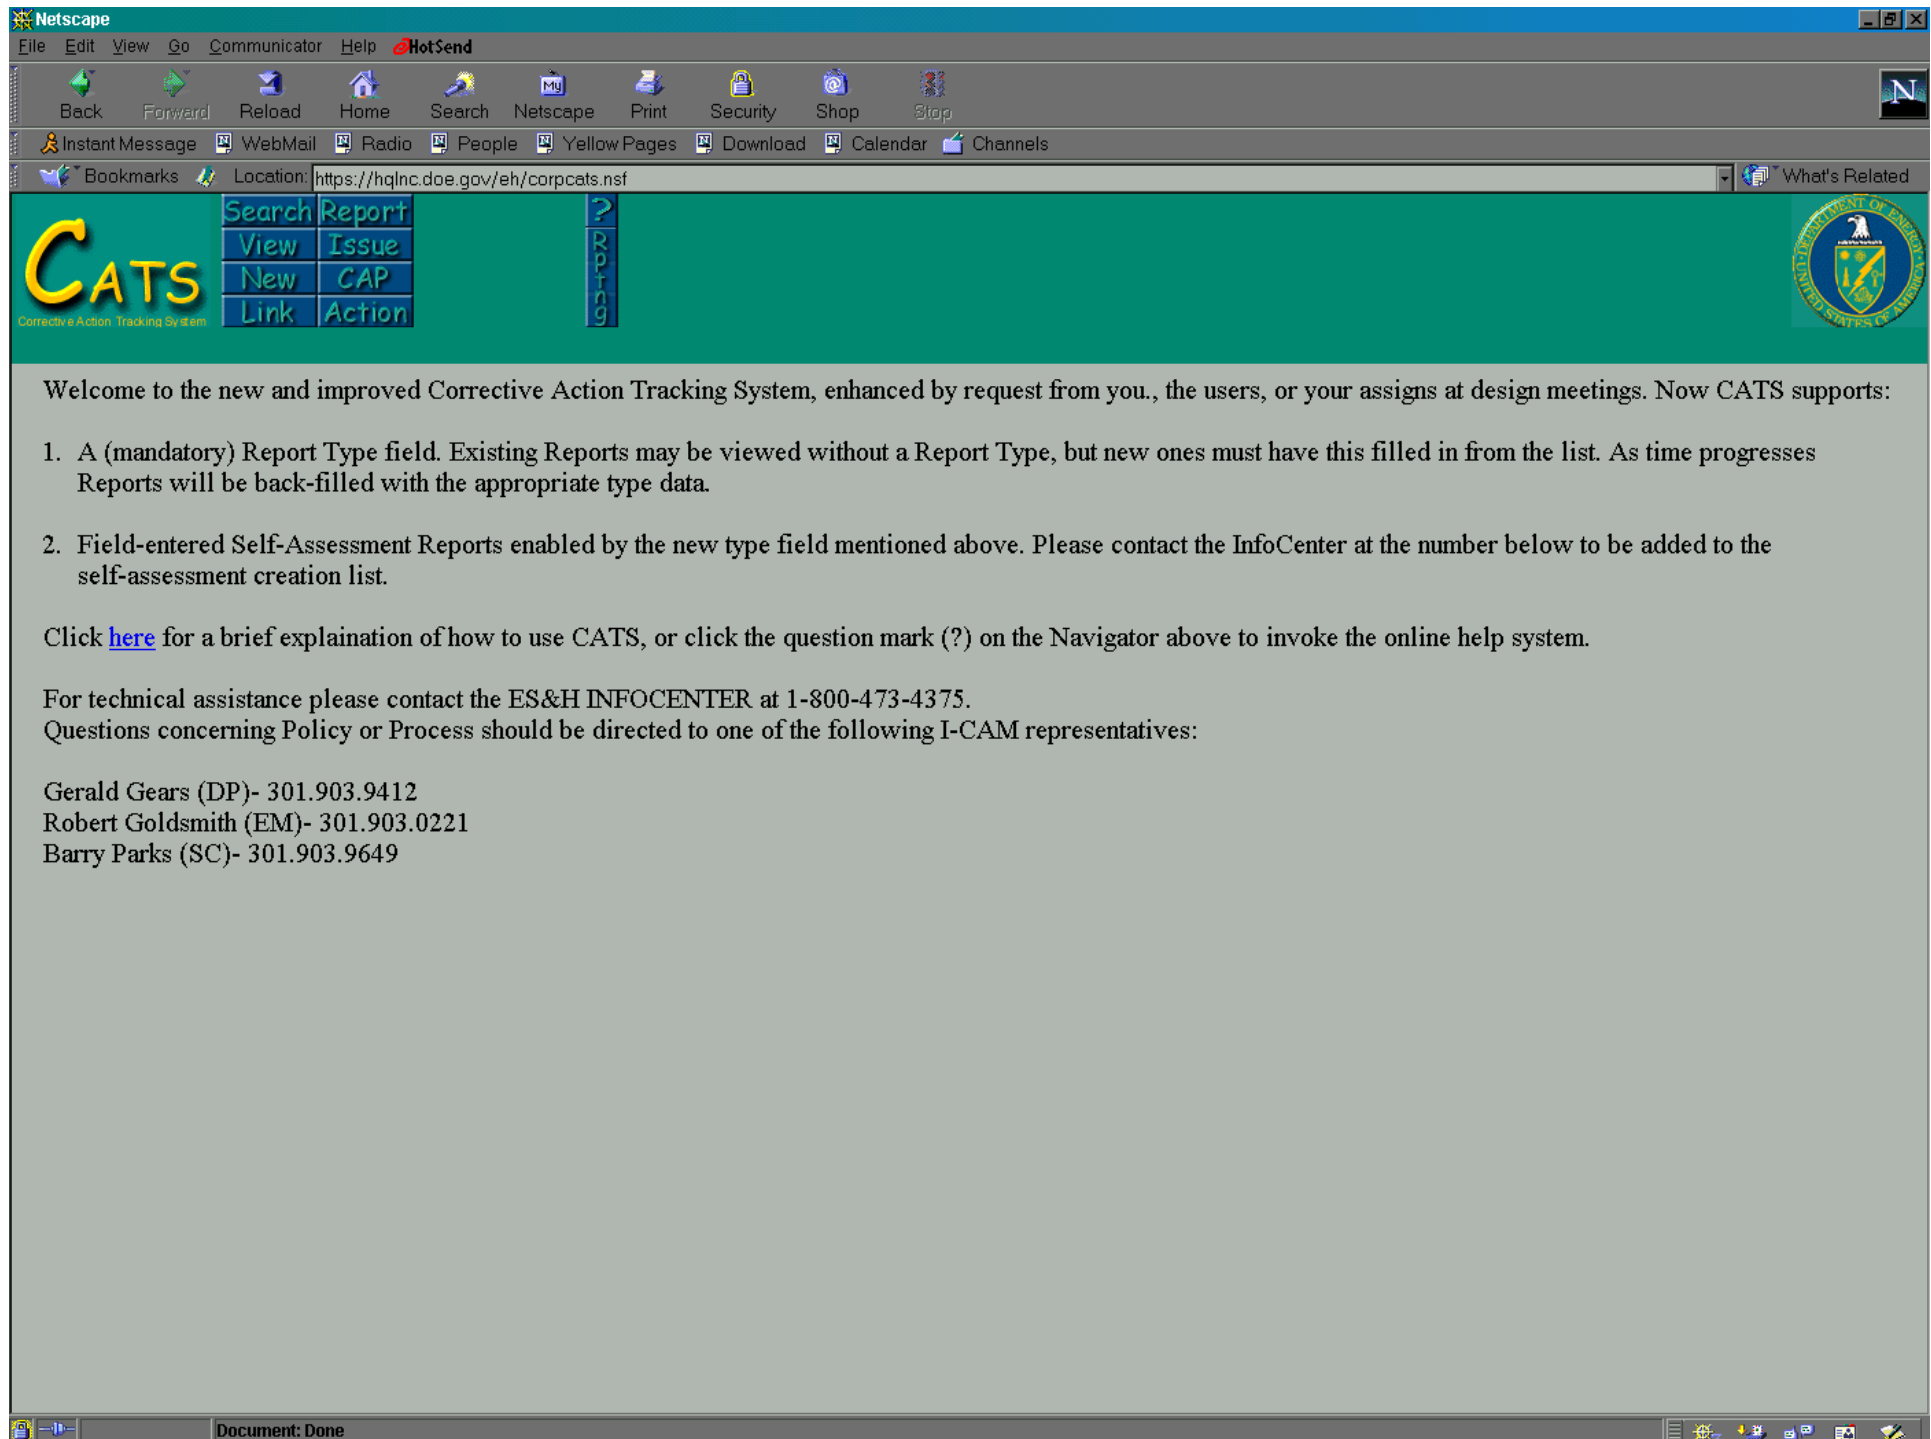 Netscape
File Edit View Go Communicator Help HotSend
Back Forward Reload Home Search Netscape Print Security Shop Stop
My
N
Instant Message WebMail Radio People Yellow Pages Download Calendar Channels
Bookmarks Location: https://hqlnc.doe.gov/eh/corpcats.nsf What's Related
CATS
Corrective Action Tracking System
Search Report
View Issue
New CAP
Link Action
?
Rptng
DEPARTMENT OF ENERGY
UNITED STATES OF AMERICA
Welcome to the new and improved Corrective Action Tracking System, enhanced by request from you., the users, or your assigns at design meetings. Now CATS supports:
1. A (mandatory) Report Type field. Existing Reports may be viewed without a Report Type, but new ones must have this filled in from the list. As time progresses
Reports will be back-filled with the appropriate type data.
2. Field-entered Self-Assessment Reports enabled by the new type field mentioned above. Please contact the InfoCenter at the number below to be added to the
self-assessment creation list.
Click here for a brief explaination of how to use CATS, or click the question mark (?) on the Navigator above to invoke the online help system.
For technical assistance please contact the ES&H INFOCENTER at 1-800-473-4375.
Questions concerning Policy or Process should be directed to one of the following I-CAM representatives:
Gerald Gears (DP)- 301.903.9412
Robert Goldsmith (EM)- 301.903.0221
Barry Parks (SC)- 301.903.9649
Document: Done